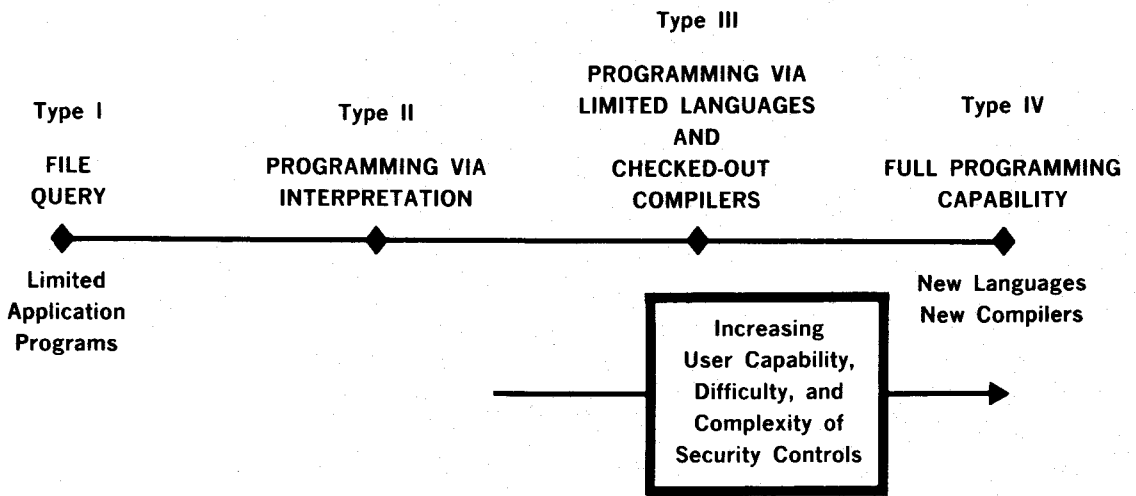 Type I
FILE
QUERY
Limited
Application
Programs
Type II
PROGRAMMING VIA
INTERPRETATION
Type III
PROGRAMMING VIA
LIMITED LANGUAGES
AND
CHECKED-OUT
COMPILERS
Type IV
FULL PROGRAMMING
CAPABILITY
New Languages
New Compilers
Increasing
User Capability,
Difficulty, and
Complexity of
Security Controls